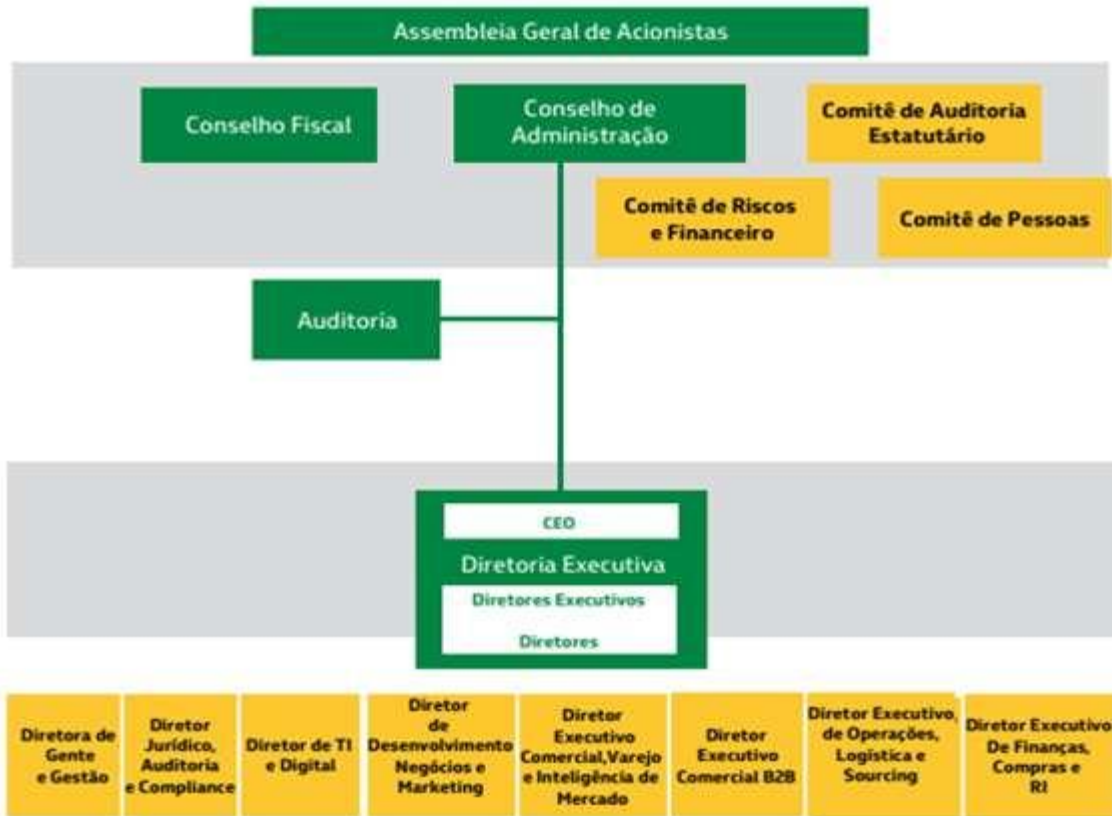 Assembleia Geral de Acionistas
Conselho Fiscal
Conselho de
Administração
Comitê de Auditoria
Estatutário
Comitê de Riscos
e Financeiro
Comitê de Pessoas
Auditoria
CEO
Diretoria Executiva
Diretores Executivos
Diretores
Diretora de
Gente
e Gestão
Diretor
Jurídico,
Auditoria
e Compliance
Diretor de TI
e Digital
Diretor
de
Desenvolvimento
Negócios e
Marketing
Diretor
Executivo
Comercial,Varejo
e Inteligência de
Mercado
Diretor
Executivo
Comercial B2B
Diretor Executivo,
de Operações,
Logística e
Sourcing
Diretor Executivo
De Finanças,
Compras e
RI